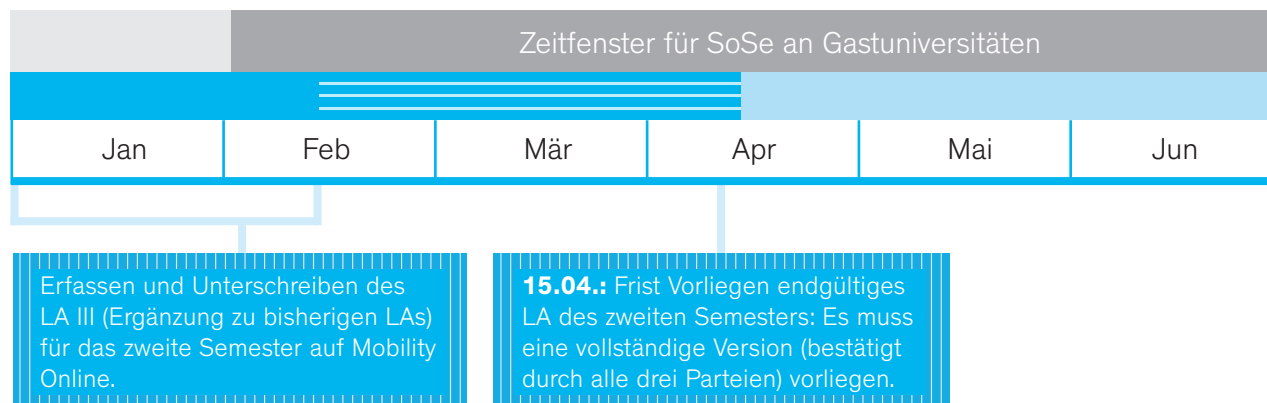 Zeitfenster für SoSe an Gastuniversitäten
Jan Feb Mär Apr Mai Jun
Erfassen und Unterschreiben des
LA III (Ergänzung zu bisherigen LAs)
für das zweite Semester auf Mobility
Online.
15.04.: Frist Vorliegen endgültiges
LA des zweiten Semesters: Es muss
eine vollständige Version (bestätigt
durch alle drei Parteien) vorliegen.